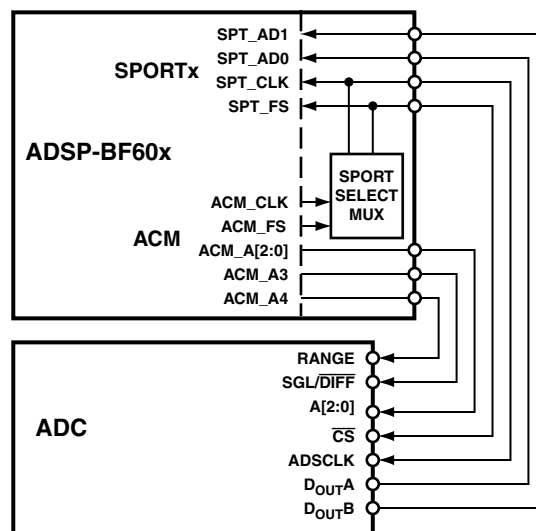 SPT_AD1
SPT_AD0
SPORTx
SPT_CLK
SPT_FS
ADSP-BF60x
SPORT
SELECT
MUX
ACM_CLK
ACM_FS
ACM
ACM_A[2:0]
ACM_A3
ACM_A4
RANGE
SGL/DIFF
A[2:0]
ADC
CS
ADSCLK
DOUTA
DOUTB